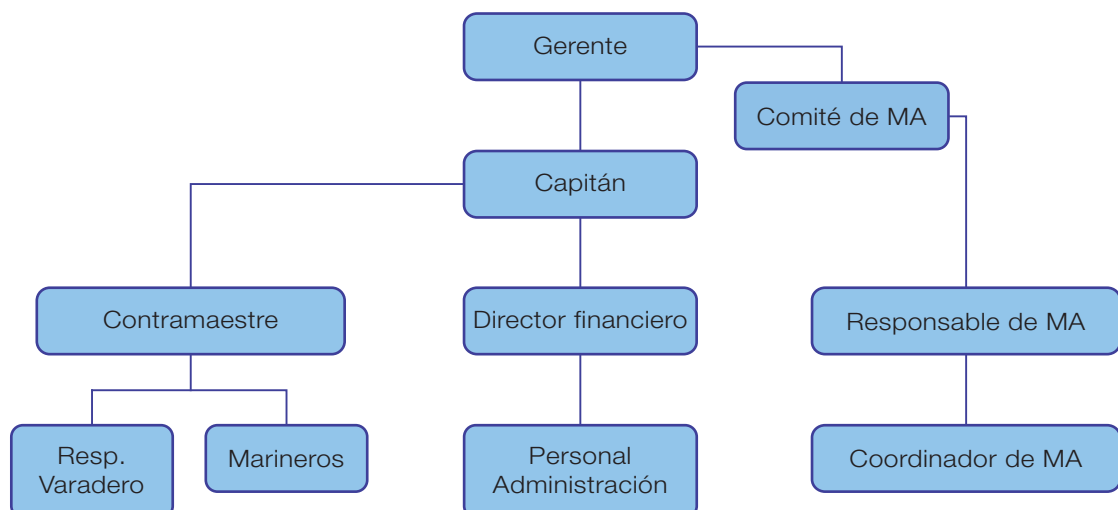 Gerente
Comité de MA
Capitán
Contramaestre
Director financiero
Responsable de MA
Resp.
Varadero
Marineros
Personal
Administración
Coordinador de MA